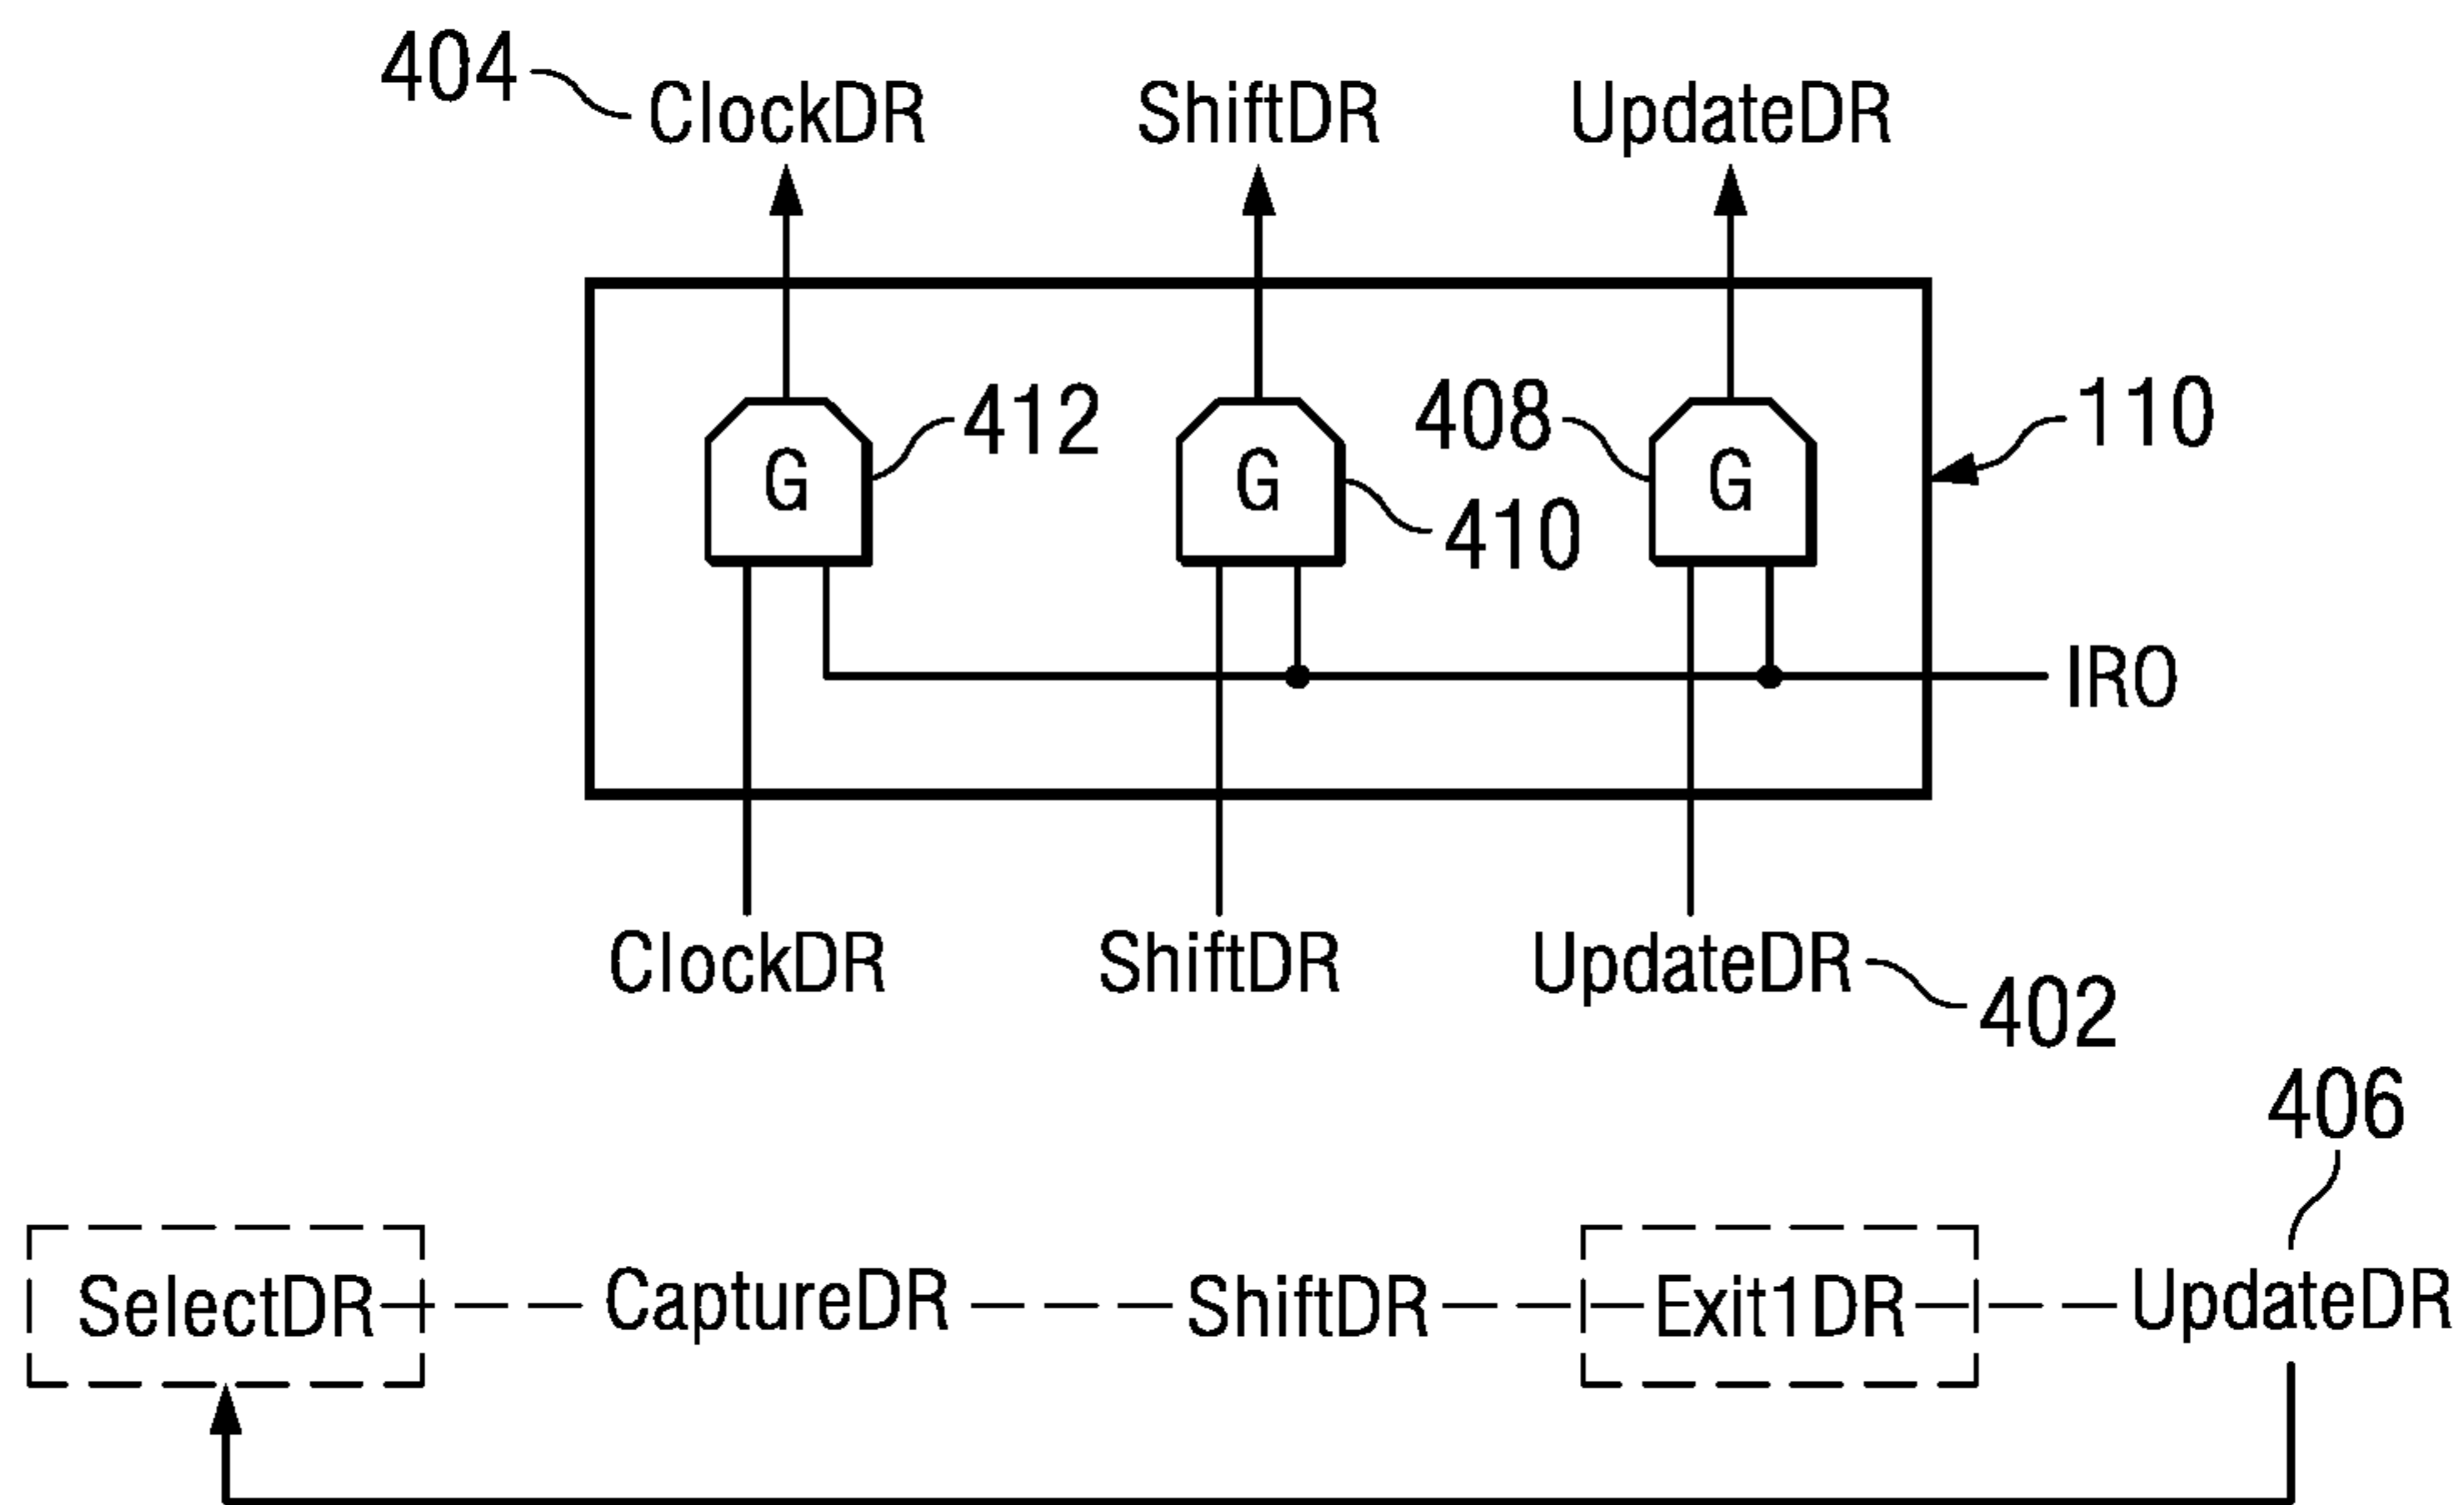 404 ClockDR ShiftDR UpdateDR
G 412 G 408 G 110
410
IRO
ClockDR ShiftDR UpdateDR
402
406
SelectDR CaptureDR ShiftDR Exit1DR UpdateDR